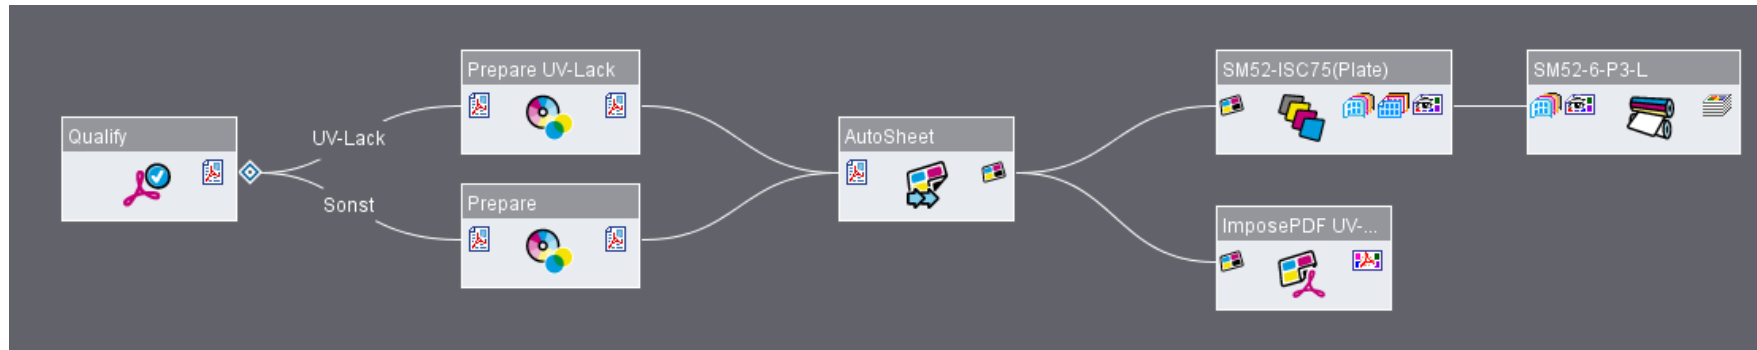 Qualify
UV-Lack
Sonst
Prepare UV-Lack
Prepare
AutoSheet
SM52-ISC75(Plate)
SM52-6-P3-L
ImposePDF UV-...